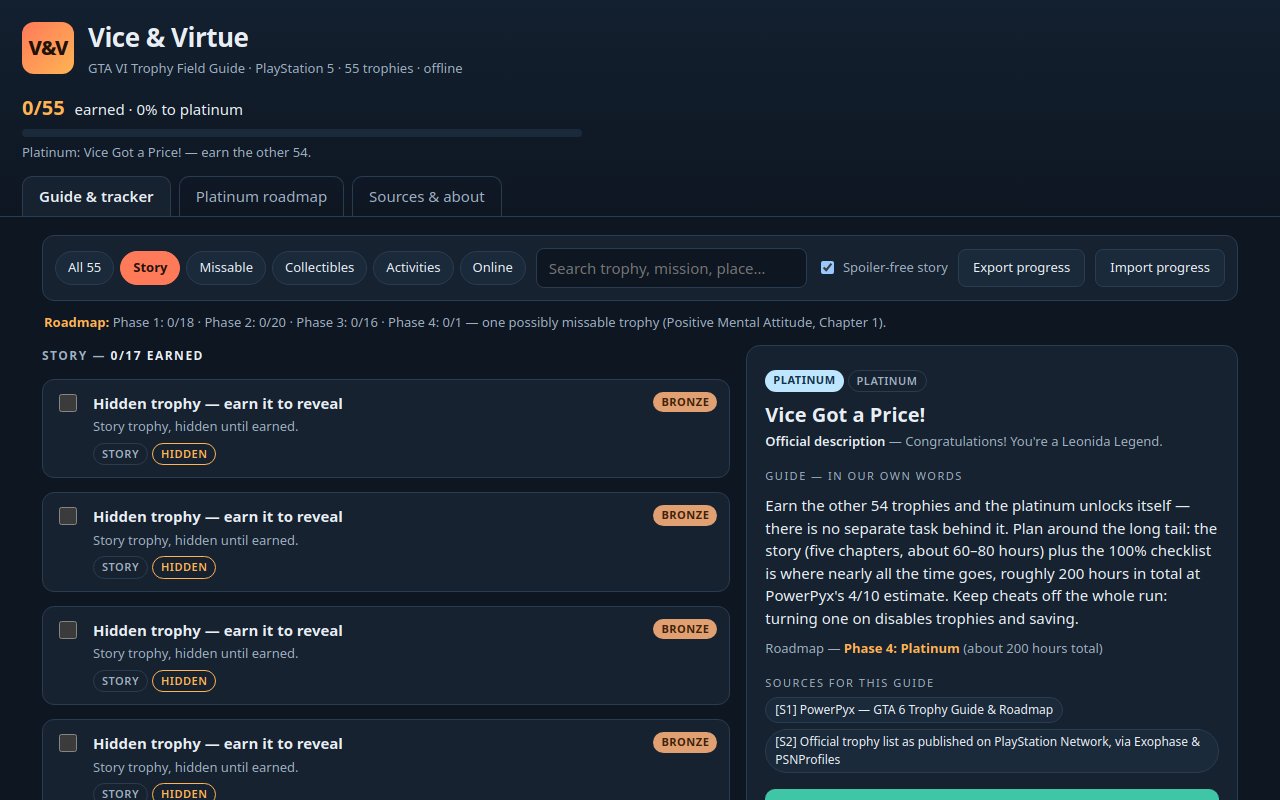 V&V
Vice & Virtue
GTA VI Trophy Field Guide · PlayStation 5 · 55 trophies · offline
0/55 earned · 0% to platinum
Platinum: Vice Got a Price! — earn the other 54.
Guide & tracker
Platinum roadmap
Sources & about
All 55
Story
Missable
Collectibles
Activities
Online
Search trophy, mission, place...
Spoiler-free story
Export progress
Import progress
Roadmap: Phase 1: 0/18 · Phase 2: 0/20 · Phase 3: 0/16 · Phase 4: 0/1 — one possibly missable trophy (Positive Mental Attitude, Chapter 1).
STORY — 0/17 EARNED
Hidden trophy — earn it to reveal
BRONZE
Story trophy, hidden until earned.
STORY
HIDDEN
Hidden trophy — earn it to reveal
BRONZE
Story trophy, hidden until earned.
STORY
HIDDEN
Hidden trophy — earn it to reveal
BRONZE
Story trophy, hidden until earned.
STORY
HIDDEN
Hidden trophy — earn it to reveal
BRONZE
Story trophy, hidden until earned.
STORY
HIDDEN
PLATINUM
PLATINUM
Vice Got a Price!
Official description — Congratulations! You're a Leonida Legend.
GUIDE — IN OUR OWN WORDS
Earn the other 54 trophies and the platinum unlocks itself —
there is no separate task behind it. Plan around the long tail: the
story (five chapters, about 60–80 hours) plus the 100% checklist
is where nearly all the time goes, roughly 200 hours in total at
PowerPyx's 4/10 estimate. Keep cheats off the whole run:
turning one on disables trophies and saving.
Roadmap — Phase 4: Platinum (about 200 hours total)
SOURCES FOR THIS GUIDE
[S1] PowerPyx — GTA 6 Trophy Guide & Roadmap
[S2] Official trophy list as published on PlayStation Network, via Exophase &
PSNProfiles